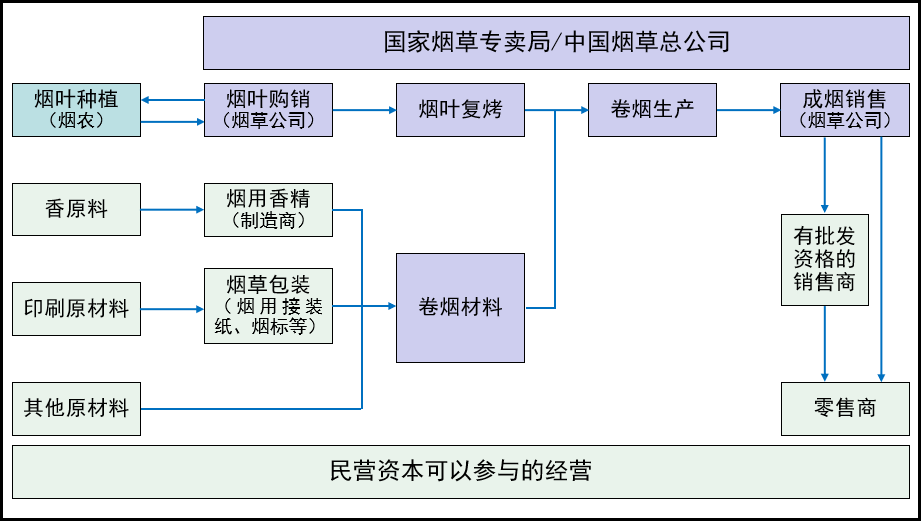 国家烟草专卖局/中国烟草总公司
烟叶种植
（烟农）
烟叶购销
（烟草公司）
烟叶复烤
卷烟生产
成烟销售
（烟草公司）
香原料
烟用香精
（制造商）
有批发
资格的
销售商
印刷原材料
烟草包装
（烟用接装
纸、烟标等）
卷烟材料
其他原材料
零售商
民营资本可以参与的经营